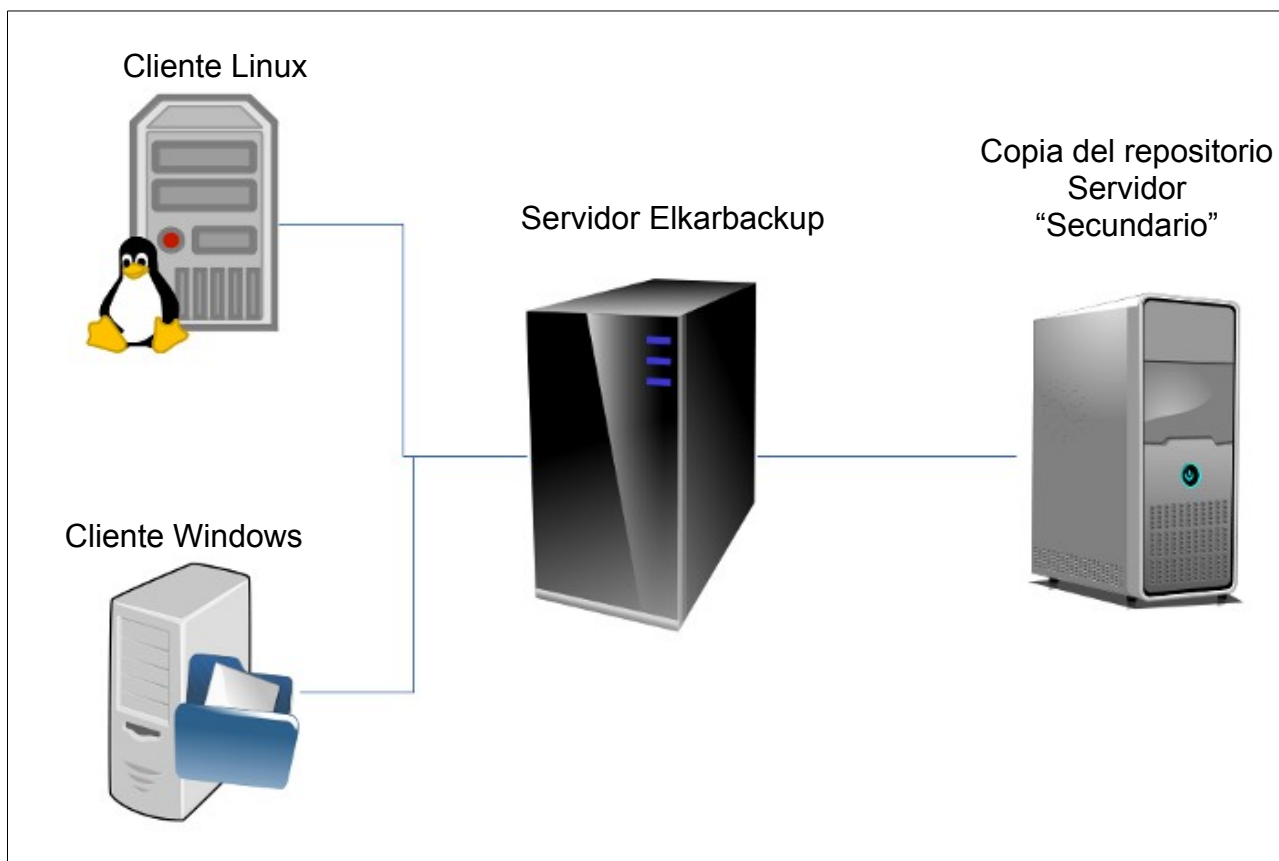 Cliente Linux
Servidor Elkarbackup
Copia del repositorio
Servidor
“Secundario”
Cliente Windows